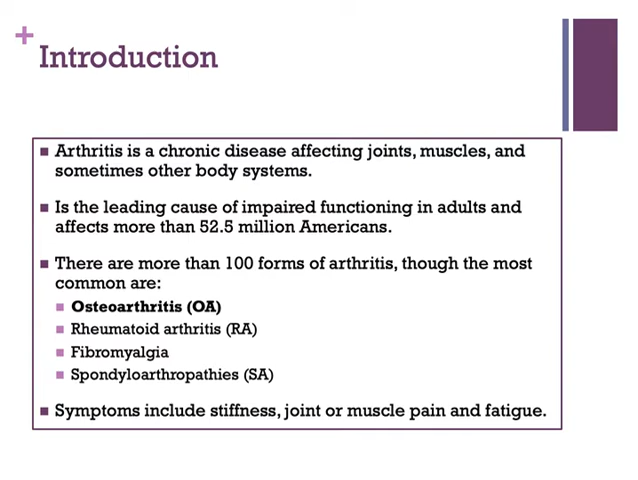 +
Introduction
Arthritis is a chronic disease affecting joints, muscles, and
sometimes other body systems.
Is the leading cause of impaired functioning in adults and
affects more than 52.5 million Americans.
There are more than 100 forms of arthritis, though the most
common are:
Osteoarthritis (OA)
Rheumatoid arthritis (RA)
Fibromyalgia
Spondyloarthropathies (SA)
Symptoms include stiffness, joint or muscle pain and fatigue.